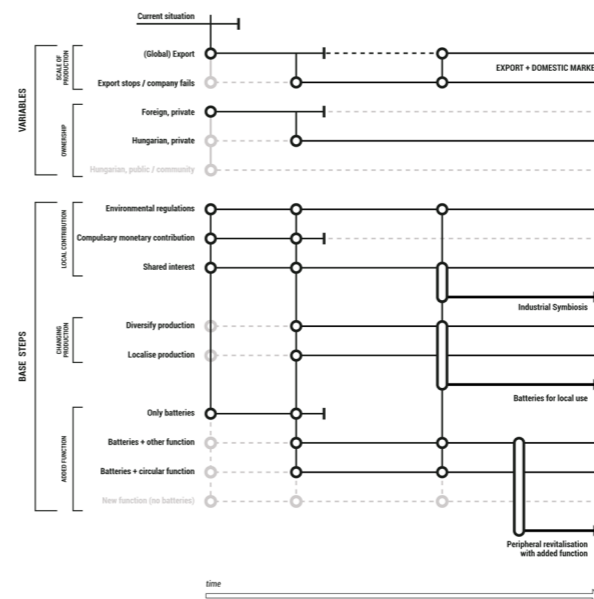 Current situation
VARIABLES
SCALE OF
PRODUCTION
(Global) Export
EXPORT + DOMESTIC MARKE
Export stops / company fails
OWNERSHIP
Foreign, private
Hungarian, private
Hungarian, public / community
BASE STEPS
LOCAL CONTRIBUTION
Environmental regulations
Compulsary monetary contribution
Shared interest
Industrial Symbiosis
CHANGING
PRODUCTION
Diversify production
Localise production
Batteries for local use
ADDED FUNCTION
Only batteries
Batteries + other function
Batteries + circular function
New function (no batteries)
Peripheral revitalisation
with added function
time